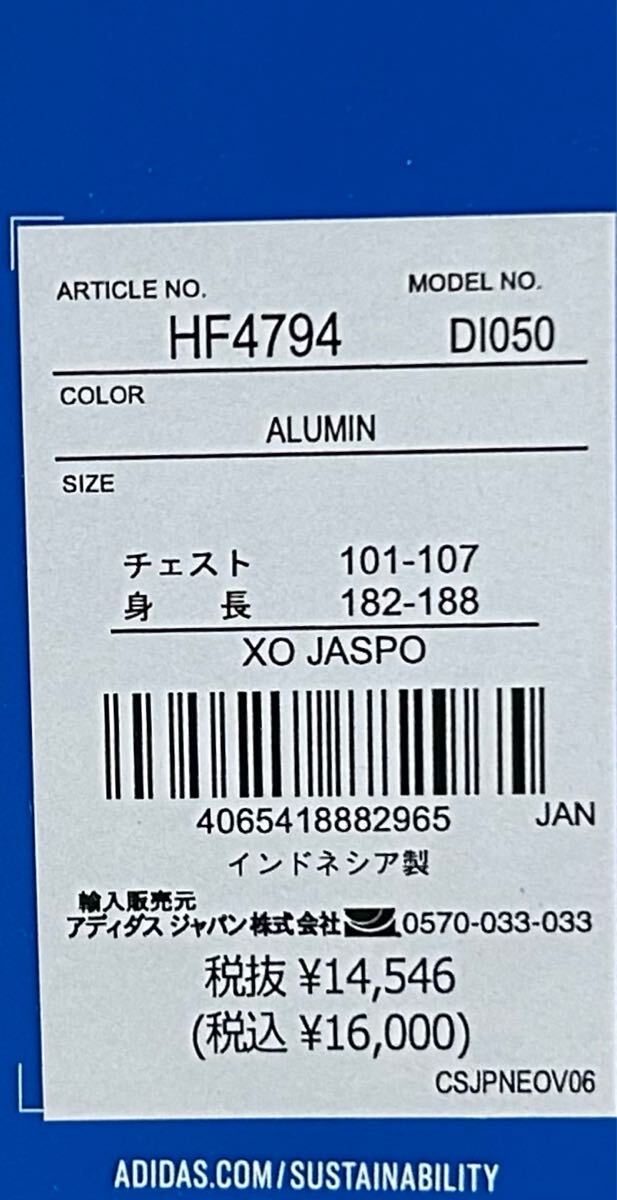 ARTICLE NO. MODEL NO.
HF4794 DI050
COLOR
ALUMIN
SIZE
チェスト 101-107
身 長 182-188
XO JASPO
4065418882965 JAN
インドネシア製
輸入販売元
アディダス ジャパン株式会社 0570-033-033
税抜 ¥14,546
(税込 ¥16,000)
CSJPNEOV06
ADIDAS.COM/SUSTAINABILITY